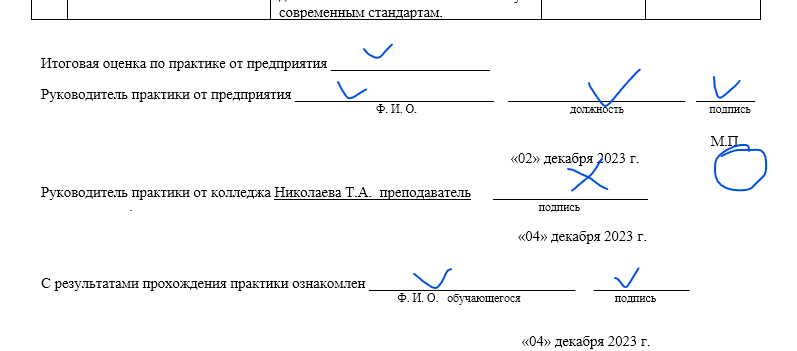 современным стандартам.
Итоговая оценка по практике от предприятия
Руководитель практики от предприятия
Ф. И. О. должность подпись
М.П.
«02» декабря 2023 г.
Руководитель практики от колледжа Николаева Т.А. преподаватель
подпись
«04» декабря 2023 г.
С результатами прохождения практики ознакомлен
Ф. И. О. обучающегося подпись
«04» декабря 2023 г.